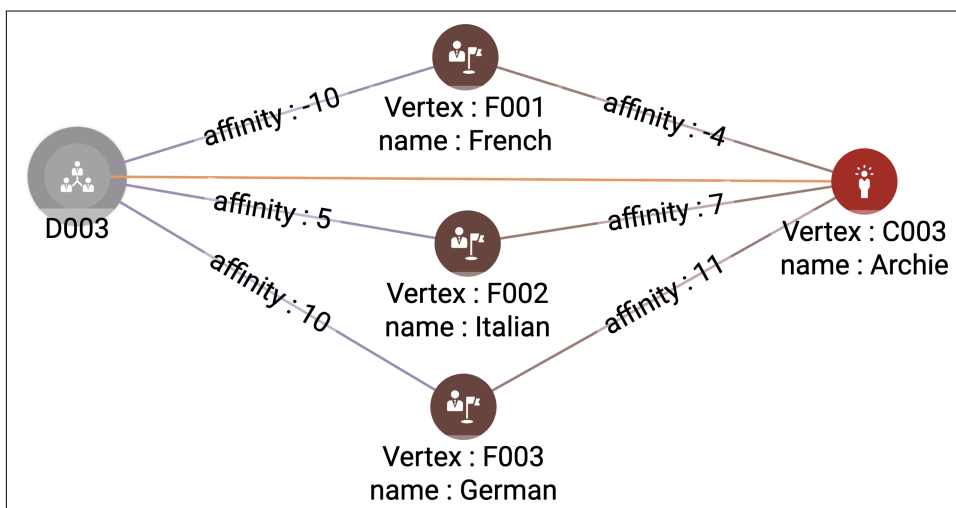 affinity : -10
Vertex : F001
name : French
affinity : -4
D003
affinity : 5
Vertex : F002
name : Italian
affinity : 7
Vertex : C003
name : Archie
affinity : 10
affinity : 11
Vertex : F003
name : German